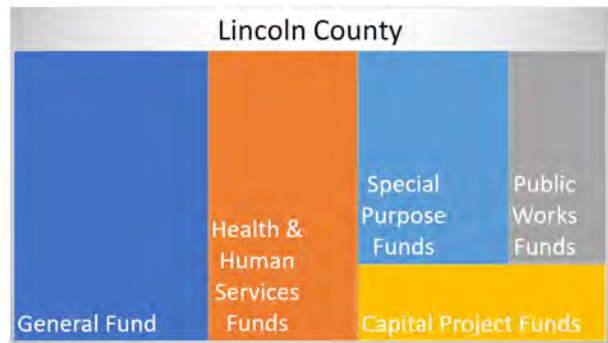 Lincoln County
General Fund
Health &
Human
Services
Funds
Special
Purpose
Funds
Public
Works
Funds
Capital Project Funds